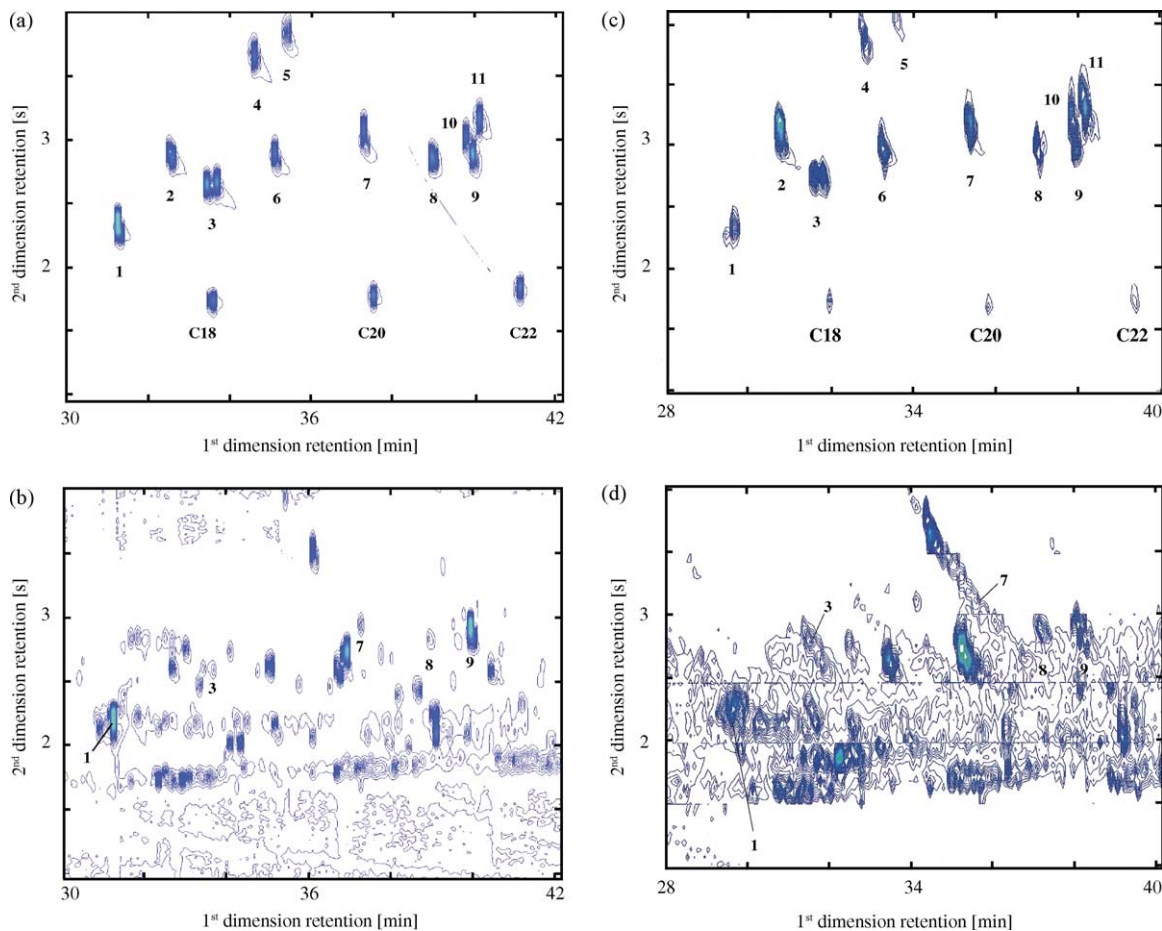 (a)
2nd dimension retention [s]
3
2
5
4
11
10
2
6
7
8
9
3
1
C18
C20
C22
30
36
42
1st dimension retention [min]
(c)
2nd dimension retention [s]
3
2
4
5
11
10
2
6
7
8
9
3
1
C18
C20
C22
28
34
40
1st dimension retention [min]
(b)
2nd dimension retention [s]
3
2
7
8
9
3
1
30
36
42
1st dimension retention [min]
(d)
2nd dimension retention [s]
3
2
3
7
8
9
1
28
34
40
1st dimension retention [min]